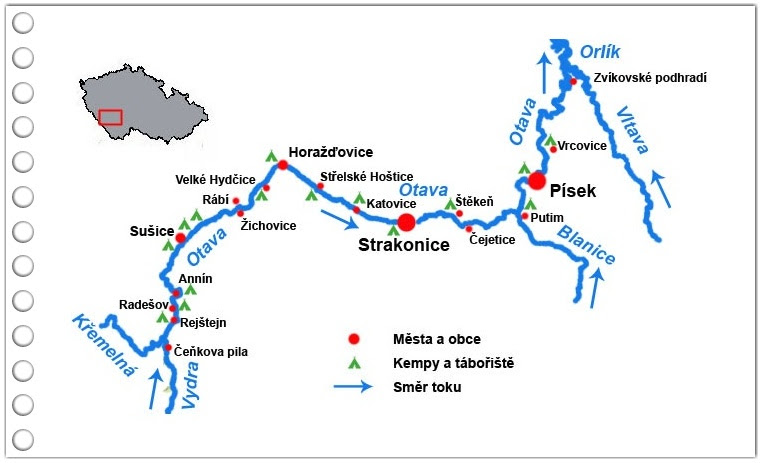 Orlík
Zvíkovské podhradí
Otava
Vltava
Vrcovice
Horažďovice
Velké Hydčice
Střelské Hoštice
Písek
Rábí
Katovice
Otava
Štěkeň
Putim
Žichovice
Sušice
Otava
Strakonice
Čejetice
Blanice
Annín
Radešov
Rejštejn
Křemelná
Čeňkova pila
Vydra
Města a obce
Kempy a tábořiště
Směr toku